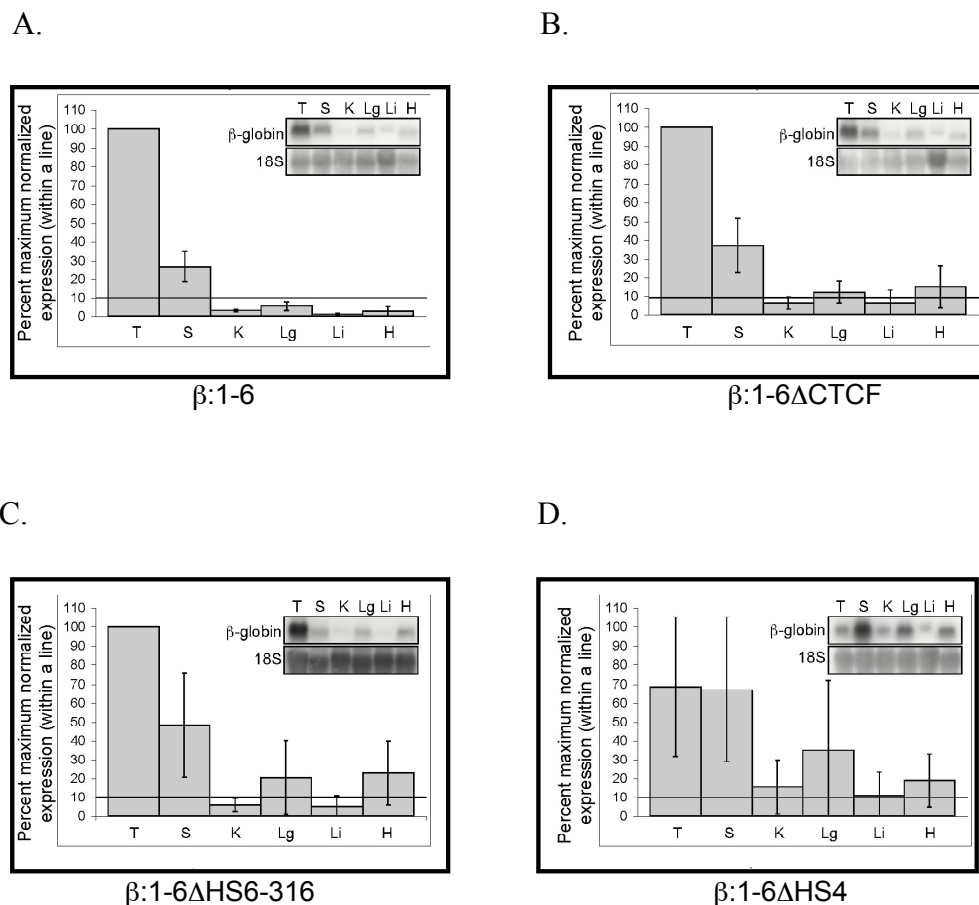 A.
Percent maximum normalized
expression (within a line)
110
100
90
80
70
60
50
40
30
20
10
0
T S K Lg Li H
β-globin
18S
T S K Lg Li H
β:1-6
B.
Percent maximum normalized
expression (within a line)
110
100
90
80
70
60
50
40
30
20
10
0
T S K Lg Li H
β-globin
18S
T S K Lg Li H
β:1-6ΔCTCF
C.
Percent maximum normalized
expression (within a line)
110
100
90
80
70
60
50
40
30
20
10
0
T S K Lg Li H
β-globin
18S
T S K Lg Li H
β:1-6ΔHS6-316
D.
Percent maximum normalized
expression (within a line)
110
100
90
80
70
60
50
40
30
20
10
0
T S K Lg Li H
β-globin
18S
T S K Lg Li H
β:1-6ΔHS4